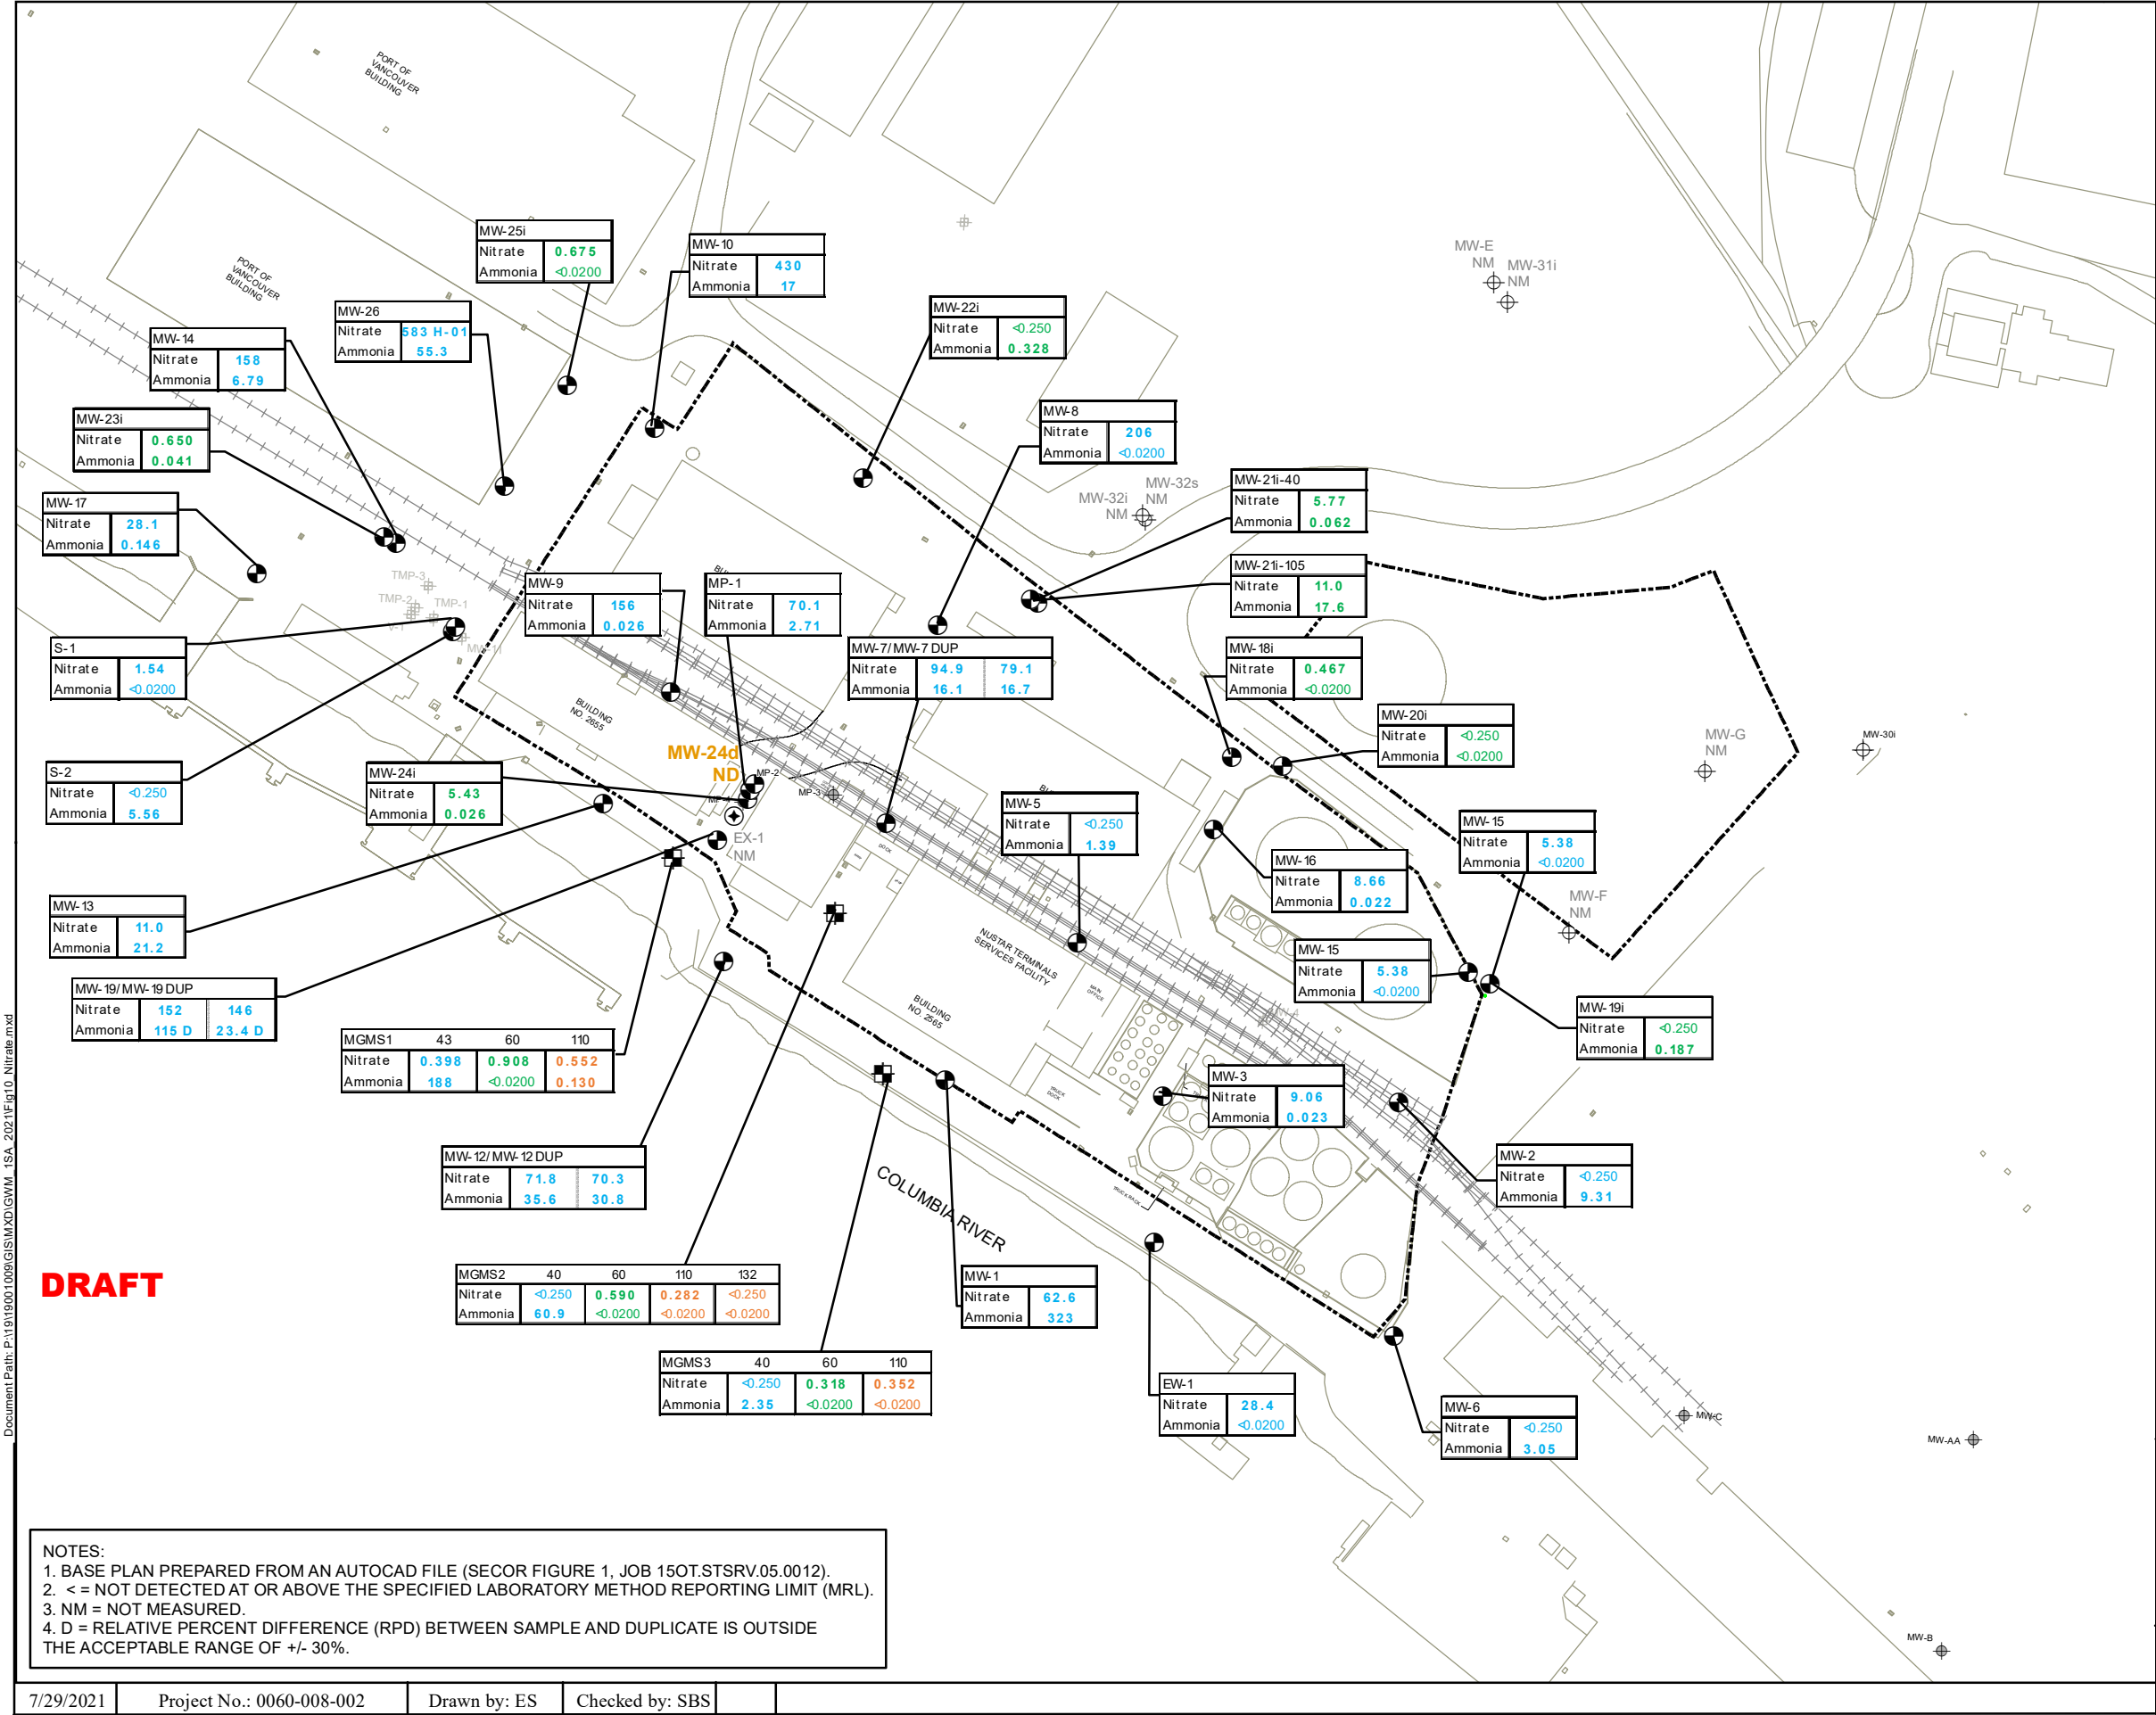 PORT OF
VANCOUVER
BUILDING
PORT OF
VANCOUVER
BUILDING
MW-25i
Nitrate 0.675
Ammonia <0.0200
MW-10
Nitrate 430
Ammonia 17
MW-E
NM
MW-31i
NM
MW-26
Nitrate 583 H-01
Ammonia 55.3
MW-22i
Nitrate <0.250
Ammonia 0.328
MW-14
Nitrate 158
Ammonia 6.79
MW-23i
Nitrate 0.650
Ammonia 0.041
MW-8
Nitrate 206
Ammonia <0.0200
MW-32i
NM
MW-32s
NM
MW-21i-40
Nitrate 5.77
Ammonia 0.062
MW-17
Nitrate 28.1
Ammonia 0.146
MW-21i-105
Nitrate 11.0
Ammonia 17.6
TMP-3
TMP-2
TMP-1
MW-9
Nitrate 156
Ammonia 0.026
MP-1
Nitrate 70.1
Ammonia 2.71
S-1
Nitrate 1.54
Ammonia <0.0200
MW-7/MW-7 DUP
Nitrate 94.9 79.1
Ammonia 16.1 16.7
MW-18i
Nitrate 0.467
Ammonia <0.0200
BUILDING
NO. 2655
MW-20i
Nitrate <0.250
Ammonia <0.0200
MW-G
NM
MW-30i
MW-24d
ND
MP-2
MP-3
S-2
Nitrate <0.250
Ammonia 5.56
MW-24i
Nitrate 5.43
Ammonia 0.026
EX-1
NM
DOCK
MW-5
Nitrate <0.250
Ammonia 1.39
MW-15
Nitrate 5.38
Ammonia <0.0200
MW-16
Nitrate 8.66
Ammonia 0.022
MW-F
NM
MW-13
Nitrate 11.0
Ammonia 21.2
NUSTAR TERMINALS
SERVICES FACILITY
MAIN
OFFICE
MW-15
Nitrate 5.38
Ammonia <0.0200
MW-19/MW-19 DUP
Nitrate 152 146
Ammonia 115 D 23.4 D
BUILDING
NO. 2565
MW-4
MW-19i
Nitrate <0.250
Ammonia 0.187
MGMS1 43 60 110
Nitrate 0.398 0.908 0.552
Ammonia 188 <0.0200 0.130
TRUCK
DOCK
MW-3
Nitrate 9.06
Ammonia 0.023
MW-12/MW-12 DUP
Nitrate 71.8 70.3
Ammonia 35.6 30.8
MW-2
Nitrate <0.250
Ammonia 9.31
TRUCK RACK
COLUMBIA RIVER
DRAFT
MGMS2 40 60 110 132
Nitrate <0.250 0.590 0.282 <0.250
Ammonia 60.9 <0.0200 <0.0200 <0.0200
MW-1
Nitrate 62.6
Ammonia 323
MGMS3 40 60 110
Nitrate <0.250 0.318 0.352
Ammonia 2.35 <0.0200 <0.0200
EW-1
Nitrate 28.4
Ammonia <0.0200
MW-6
Nitrate <0.250
Ammonia 3.05
MW-C
MW-AA
MW-B
Document Path: P:\19\19001009\GIS\MXD\GWM_1SA_2021\Fig10_Nitrate.mxd
NOTES:
1. BASE PLAN PREPARED FROM AN AUTOCAD FILE (SECOR FIGURE 1, JOB 15OT.STSRV.05.0012).
2. < = NOT DETECTED AT OR ABOVE THE SPECIFIED LABORATORY METHOD REPORTING LIMIT (MRL).
3. NM = NOT MEASURED.
4. D = RELATIVE PERCENT DIFFERENCE (RPD) BETWEEN SAMPLE AND DUPLICATE IS OUTSIDE
THE ACCEPTABLE RANGE OF +/- 30%.
7/29/2021 Project No.: 0060-008-002 Drawn by: ES Checked by: SBS